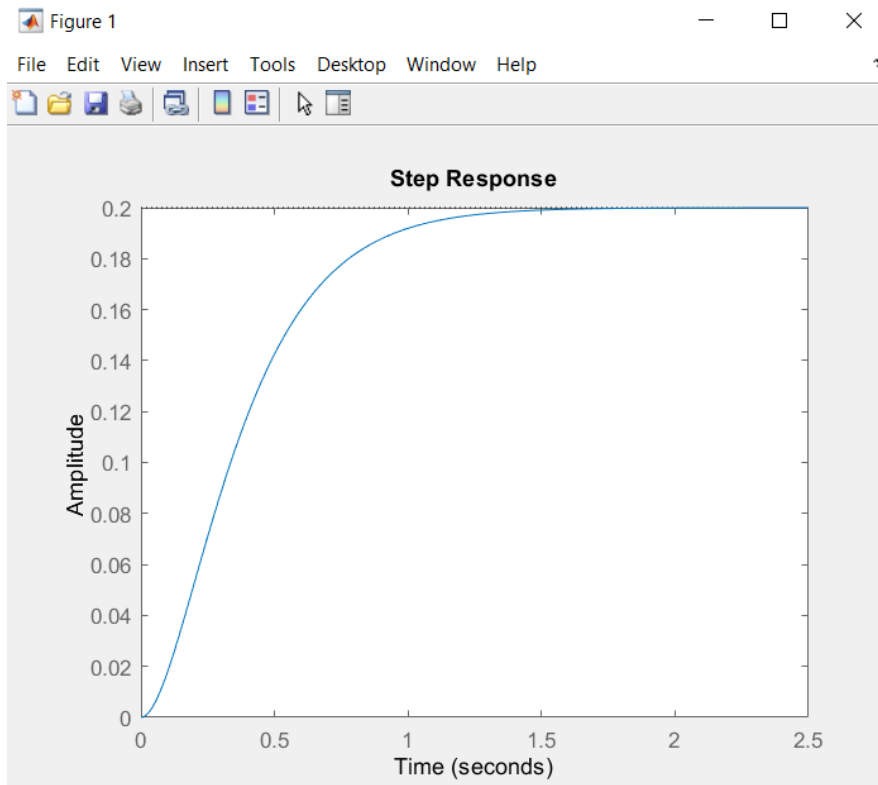 Figure 1
File Edit View Insert Tools Desktop Window Help
Step Response
0.2
0.18
0.16
0.14
0.12
0.1
0.08
0.06
0.04
0.02
0
Amplitude
0 0.5 1 1.5 2 2.5
Time (seconds)